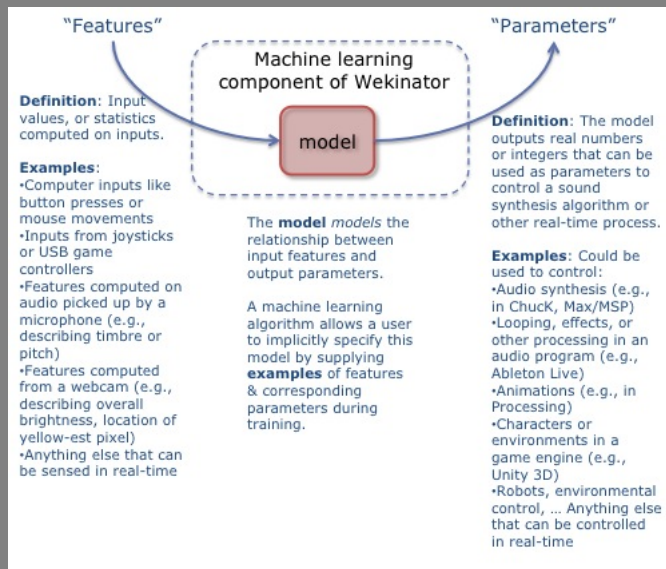 “Features”
“Parameters”
Machine learning
component of Wekinator
model
Definition: Input
values, or statistics
computed on inputs.
Examples:
•Computer inputs like
button presses or
mouse movements
•Inputs from joysticks
or USB game
controllers
•Features computed on
audio picked up by a
microphone (e.g.,
describing timbre or
pitch)
•Features computed
from a webcam (e.g.,
describing overall
brightness, location of
yellow-est pixel)
•Anything else that can
be sensed in real-time
The model models the
relationship between
input features and
output parameters.
A machine learning
algorithm allows a user
to implicitly specify this
model by supplying
examples of features
& corresponding
parameters during
training.
Definition: The model
outputs real numbers
or integers that can be
used as parameters to
control a sound
synthesis algorithm or
other real-time process.
Examples: Could be
used to control:
•Audio synthesis (e.g.,
in ChucK, Max/MSP)
•Looping, effects, or
other processing in an
audio program (e.g.,
Ableton Live)
•Animations (e.g., in
Processing)
•Characters or
environments in a
game engine (e.g.,
Unity 3D)
•Robots, environmental
control, ... Anything else
that can be controlled
in real-time